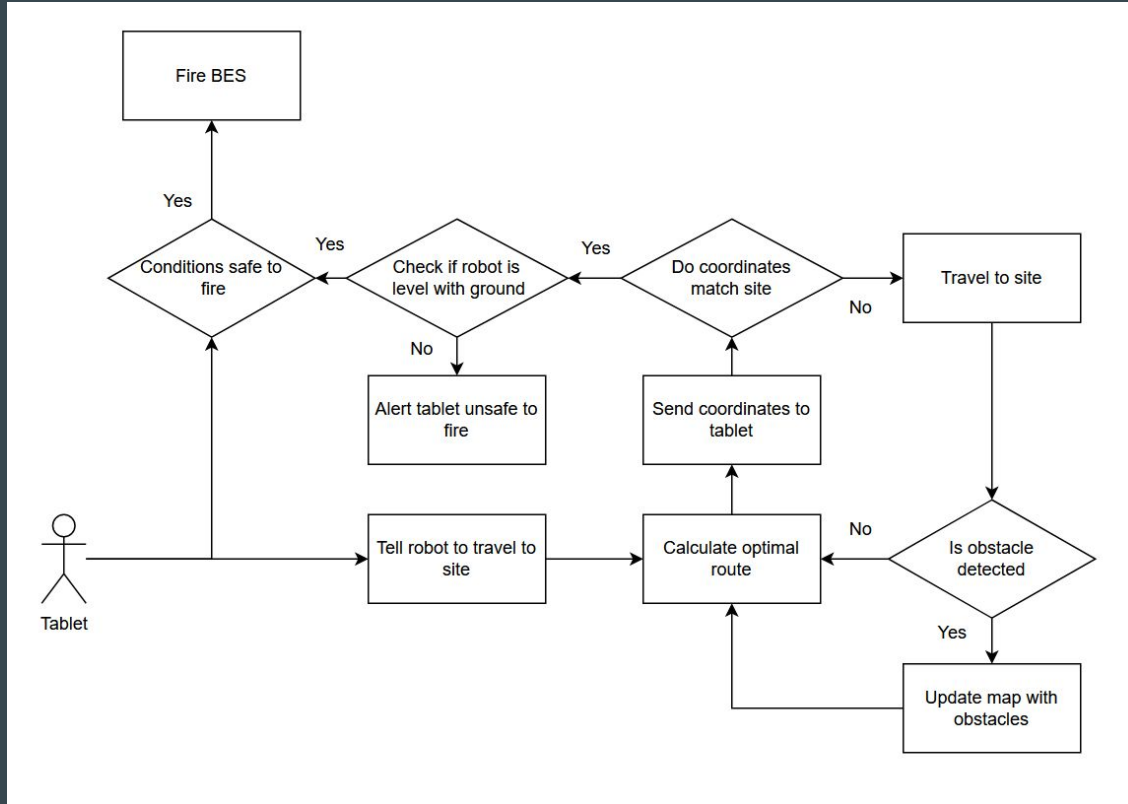 Fire BES
Yes
Conditions safe to
fire
Yes
Check if robot is
level with ground
Yes
Do coordinates
match site
No
Travel to site
No
Alert tablet unsafe to
fire
Send coordinates to
tablet
Tablet
Tell robot to travel to
site
Calculate optimal
route
No
Is obstacle
detected
Yes
Update map with
obstacles